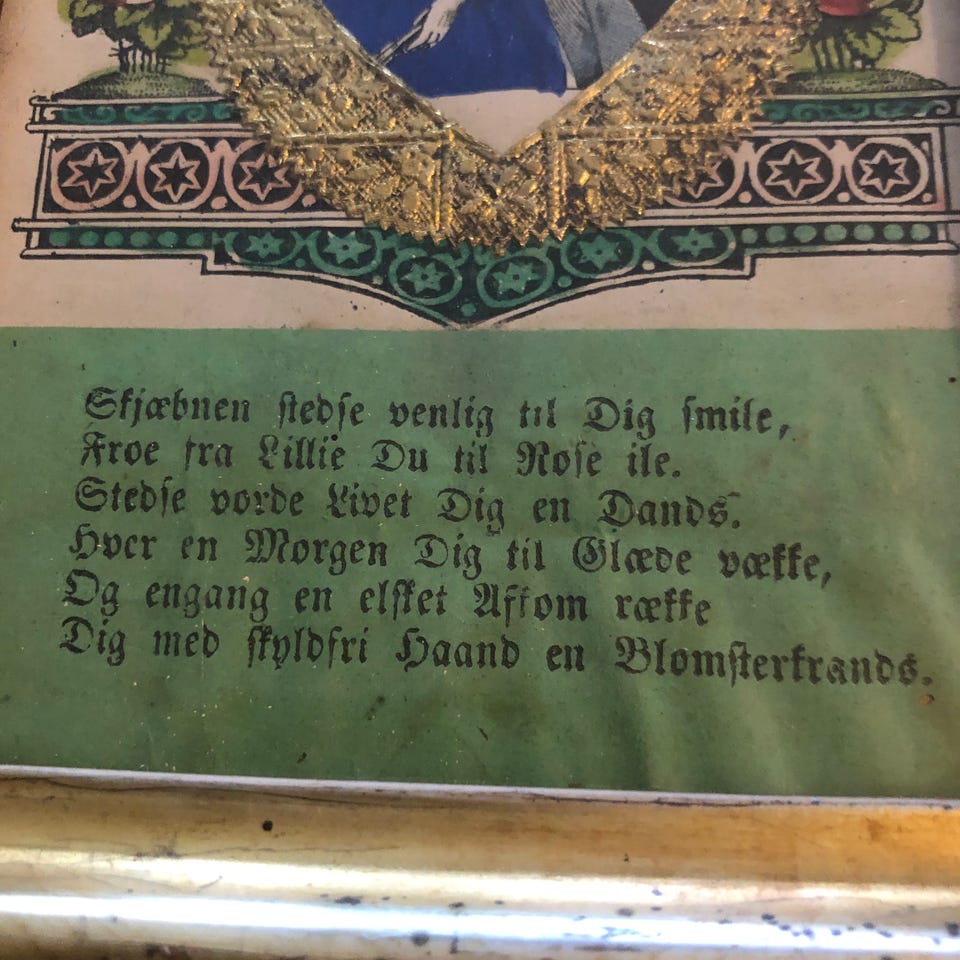 Skjæbnen stedse venlig til Dig smile,
Froe fra Lillie Du til Rose ile.
Stedse vorde Livet Dig en Dands.
Hver en Morgen Dig til Glæde vække,
Og engang en elsket Afkom række
Dig med skyldfri Haand en Blomsterkrands.